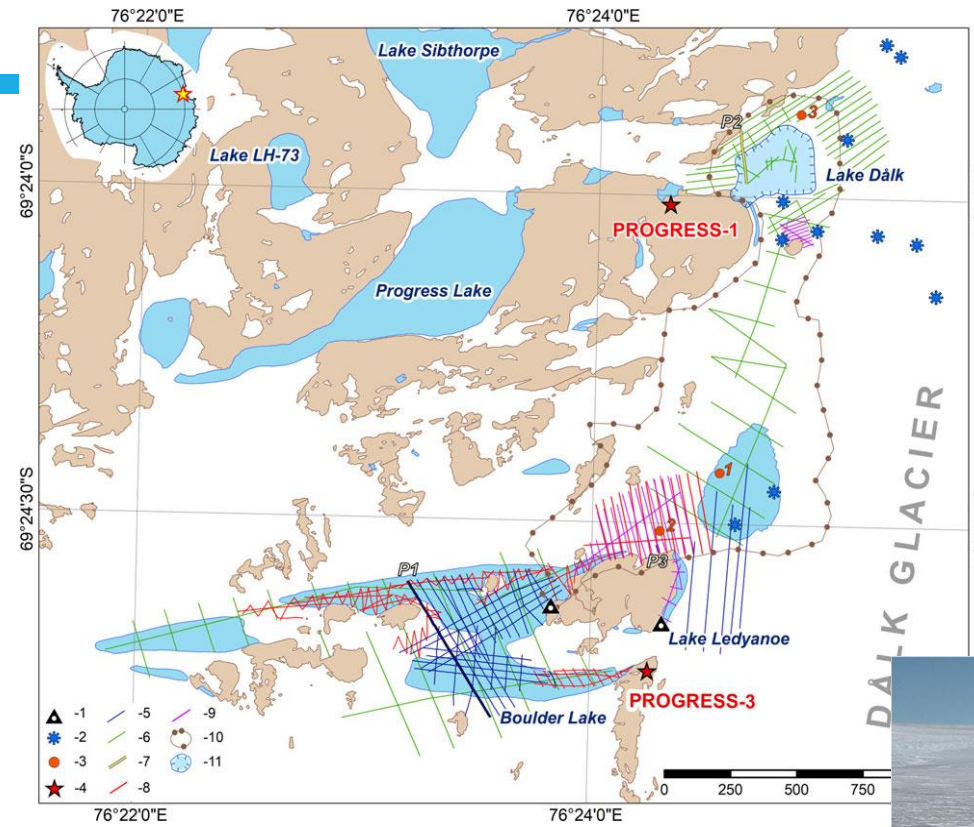 76°22'0"E
76°24'0"E
Lake Sibthorpe
3
P2
Lake LH-73
Lake Dålk
69°24'0"S
PROGRESS-1
Progress Lake
DÅLK GLACIER
1
69°24'30"S
2
P1
P3
Lake Ledyanoe
PROGRESS-3
Boulder Lake
-1
-2
-3
-4
-5
-6
-7
-8
-9
-10
-11
0 250 500 750
76°22'0"E
76°24'0"E